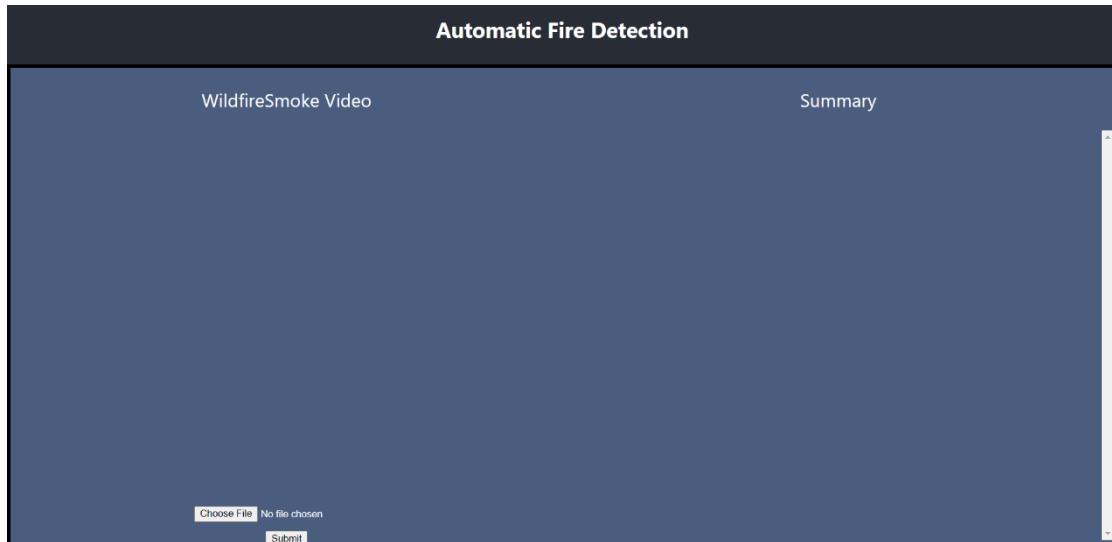 Automatic Fire Detection
WildfireSmoke Video
Summary
Choose File No file chosen
Submit